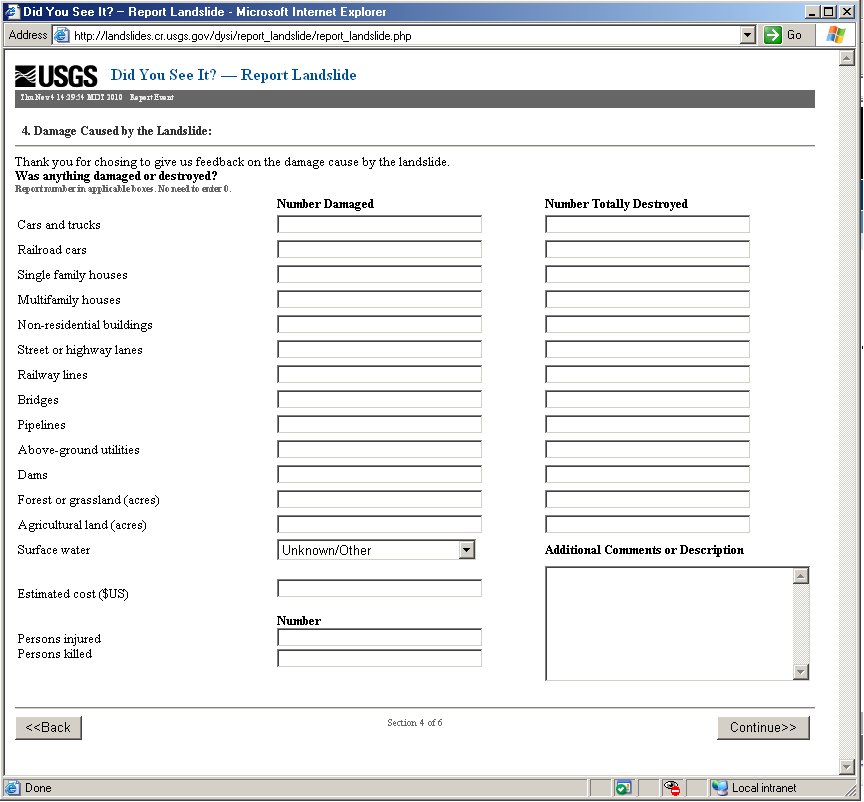 Did You See It? – Report Landslide - Microsoft Internet Explorer
Address http://landslides.cr.usgs.gov/dysi/report_landslide/report_landslide.php Go
USGS Did You See It? — Report Landslide
Thu Nov 4 14:29:54 MDT 2010 Report Event
4. Damage Caused by the Landslide:
Thank you for chosing to give us feedback on the damage cause by the landslide.
Was anything damaged or destroyed?
Report number in applicable boxes. No need to enter 0.
Number Damaged Number Totally Destroyed
Cars and trucks
Railroad cars
Single family houses
Multifamily houses
Non-residential buildings
Street or highway lanes
Railway lines
Bridges
Pipelines
Above-ground utilities
Dams
Forest or grassland (acres)
Agricultural land (acres)
Surface water Unknown/Other Additional Comments or Description
Estimated cost ($US)
Number
Persons injured
Persons killed
<<Back Section 4 of 6 Continue>>
Done Local intranet